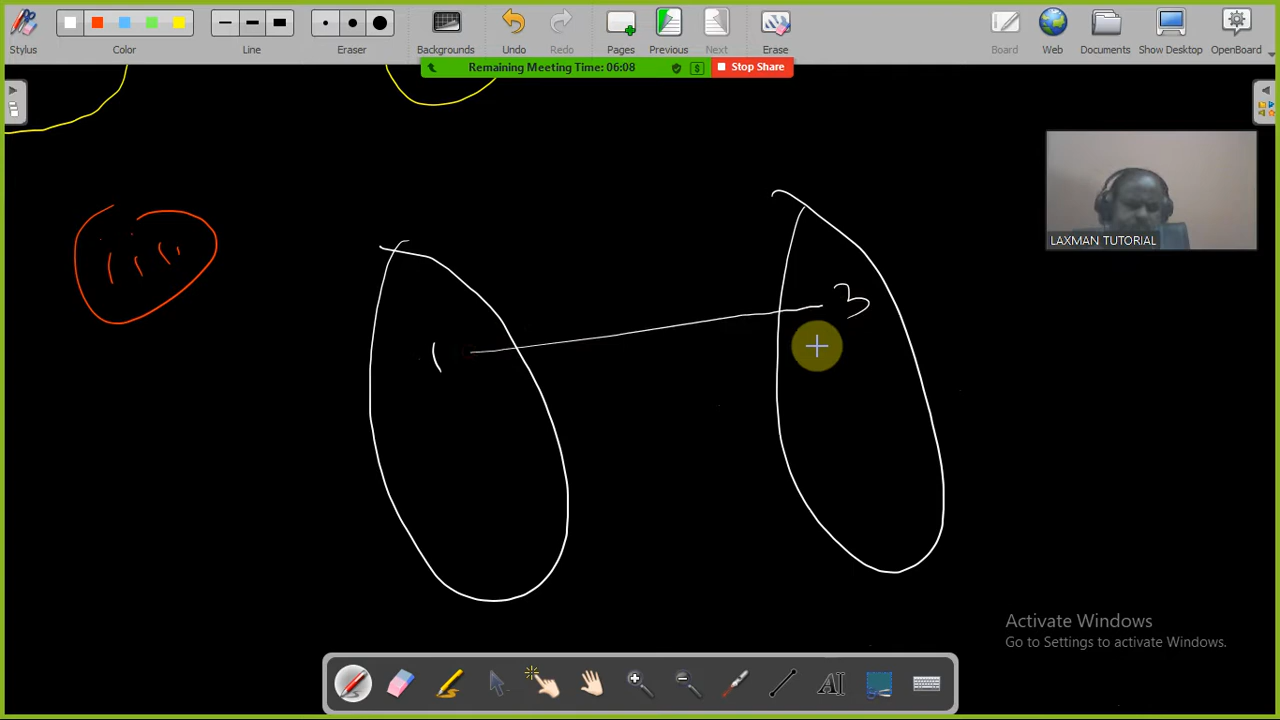 Stylus
Color
Line
Eraser
Backgrounds
Undo
Redo
Pages
Previous
Next
Erase
Board
Web
Documents
Show Desktop
OpenBoard
Remaining Meeting Time: 06:08
Stop Share
LAXMAN TUTORIAL
iii
1
3
Activate Windows
Go to Settings to activate Windows.